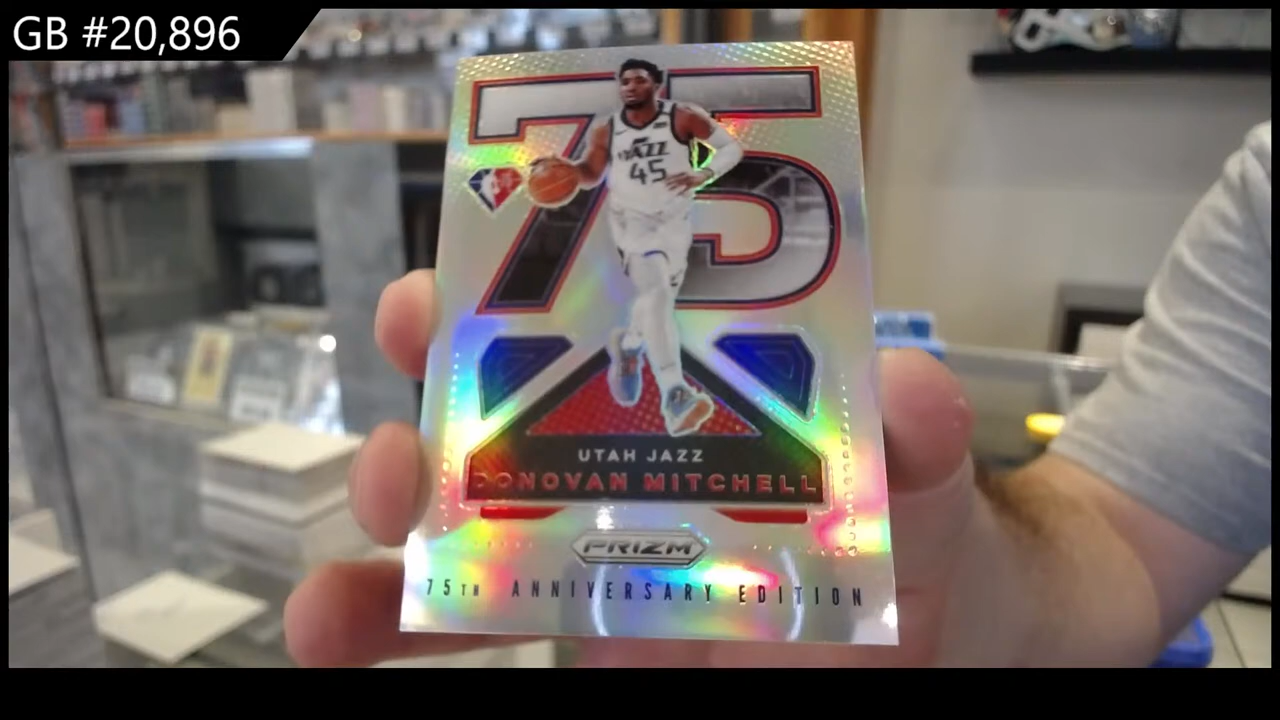 GB #20,896
75
JAZZ
45
UTAH JAZZ
DONOVAN MITCHELL
PRIZM
75TH ANNIVERSARY EDITION